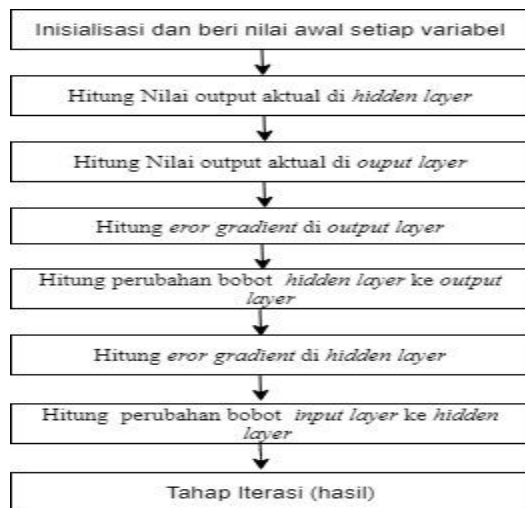 Inisialisasi dan beri nilai awal setiap variabel
Hitung Nilai output aktual di hidden layer
Hitung Nilai output aktual di ouput layer
Hitung eror gradient di output layer
Hitung perubahan bobot hidden layer ke output
layer
Hitung eror gradient di hidden layer
Hitung perubahan bobot input layer ke hidden
layer
Tahap Iterasi (hasil)